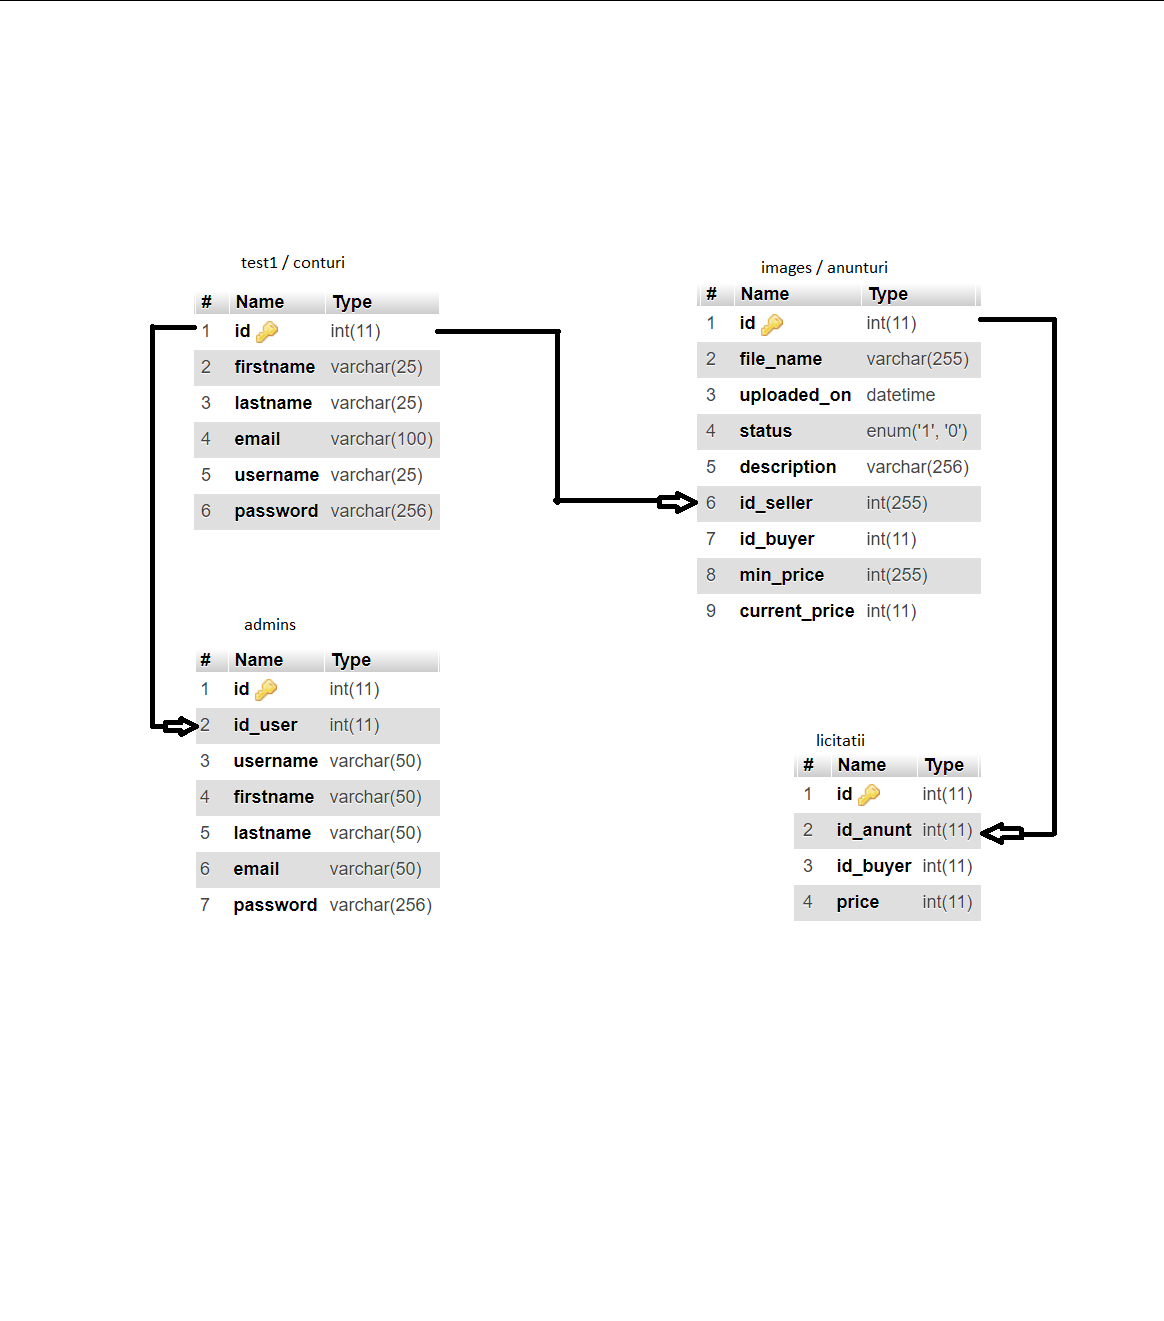 test1 / conturi
# Name Type
1 id int(11)
2 firstname varchar(25)
3 lastname varchar(25)
4 email varchar(100)
5 username varchar(25)
6 password varchar(256)
images / anunturi
# Name Type
1 id int(11)
2 file_name varchar(255)
3 uploaded_on datetime
4 status enum('1', '0')
5 description varchar(256)
6 id_seller int(255)
7 id_buyer int(11)
8 min_price int(255)
9 current_price int(11)
admins
# Name Type
1 id int(11)
2 id_user int(11)
3 username varchar(50)
4 firstname varchar(50)
5 lastname varchar(50)
6 email varchar(50)
7 password varchar(256)
licitatii
# Name Type
1 id int(11)
2 id_anunt int(11)
3 id_buyer int(11)
4 price int(11)